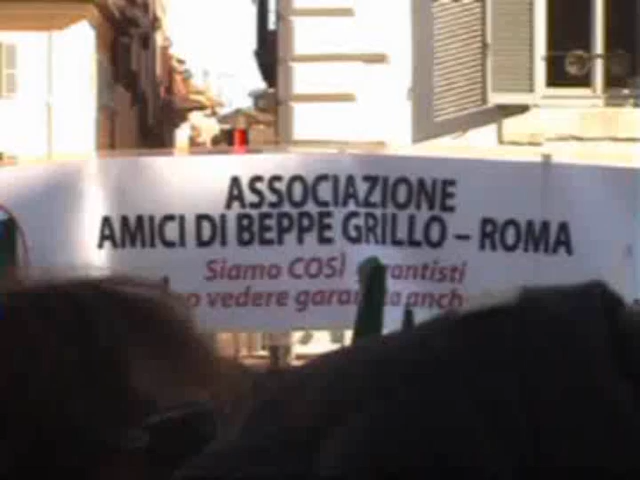 ASSOCIAZIONE
AMICI DI BEPPE GRILLO – ROMA
Siamo COSÌ
vedere